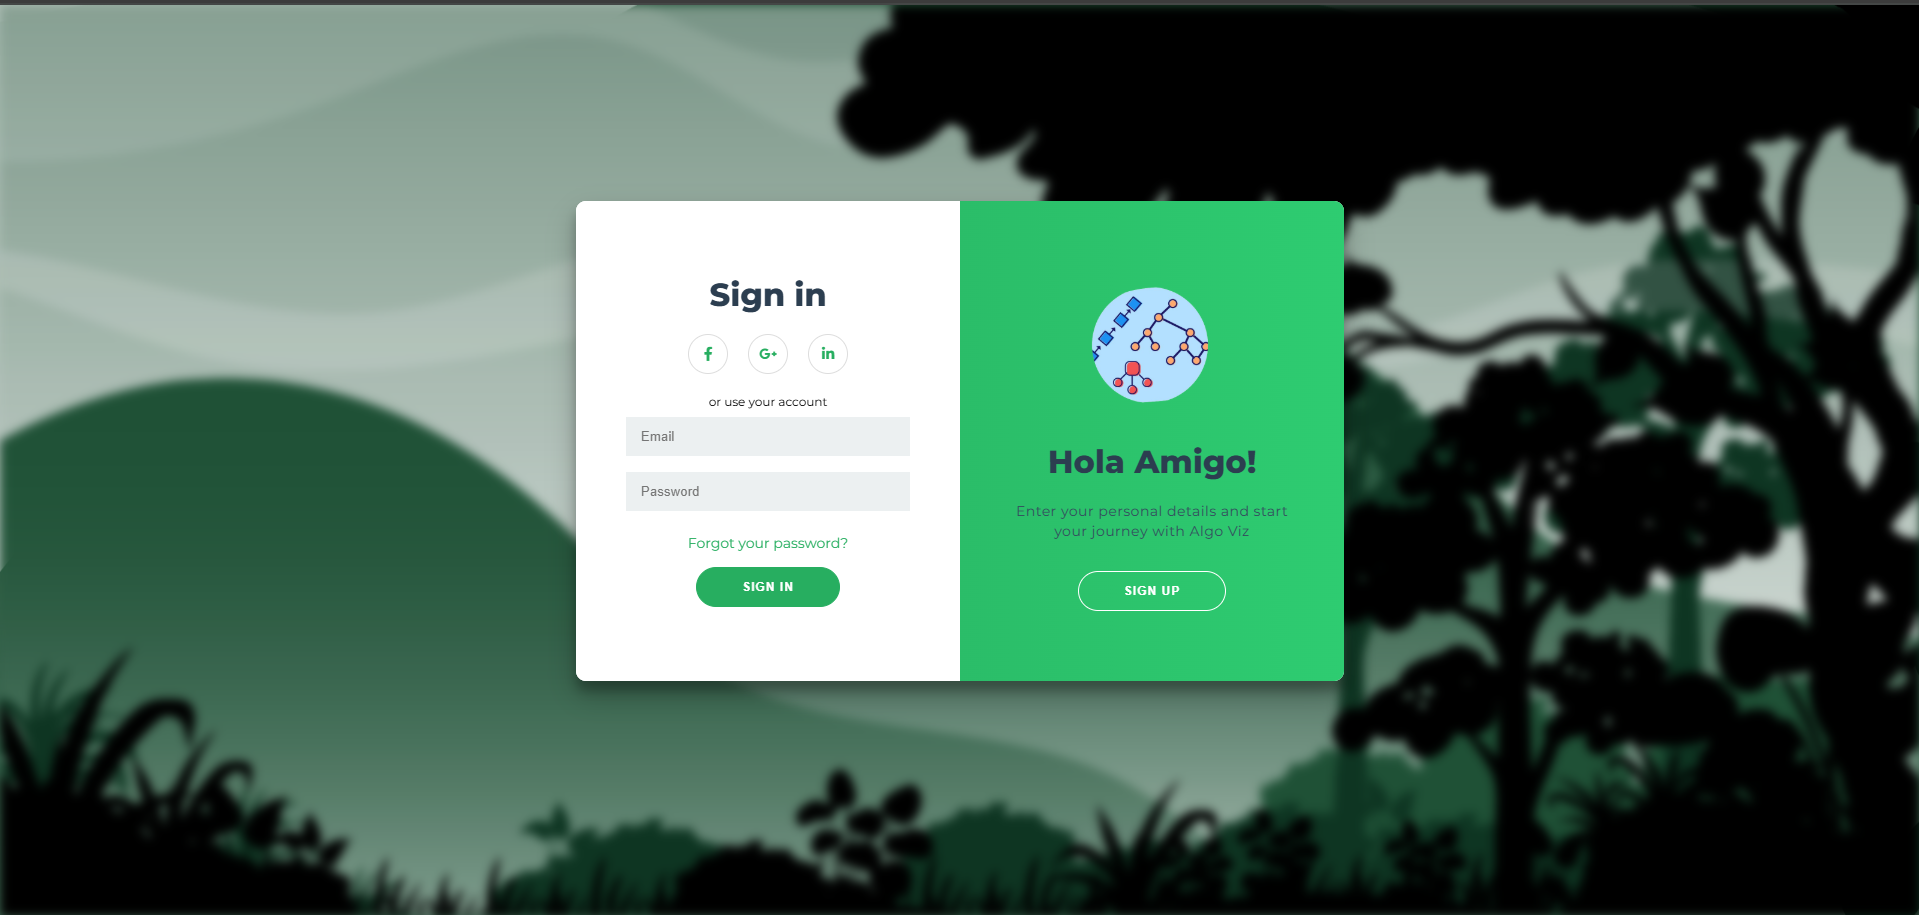 Sign in
G+
in
or use your account
Email
Password
Forgot your password?
SIGN IN
Hola Amigo!
Enter your personal details and start
your journey with Algo Viz
SIGN UP